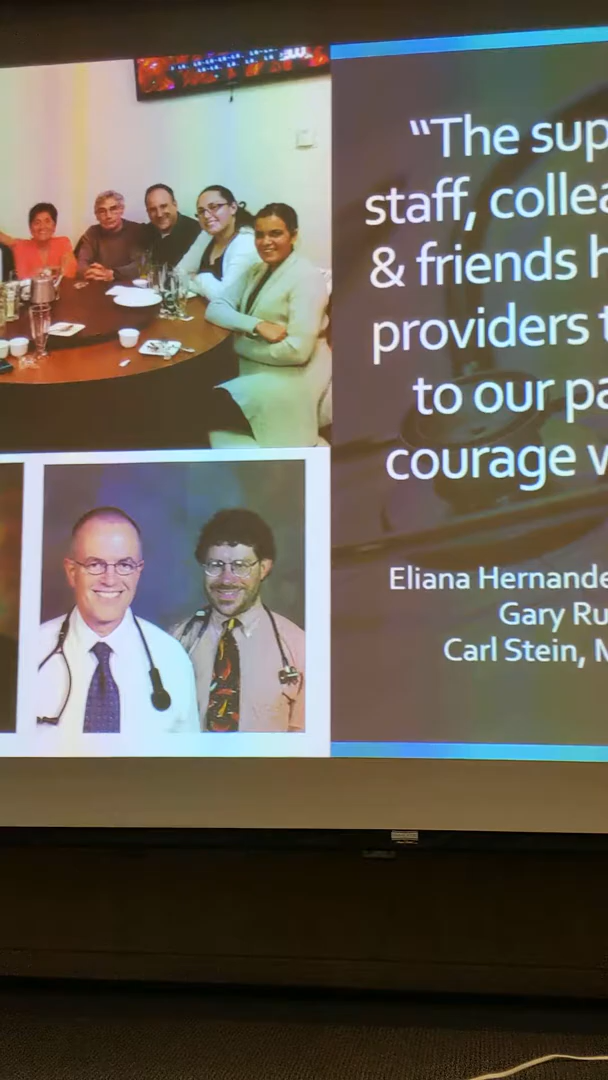 “The sup
staff, collea
& friends h
providers t
to our pa
courage v
Eliana Hernande
Gary Ru
Carl Stein, M